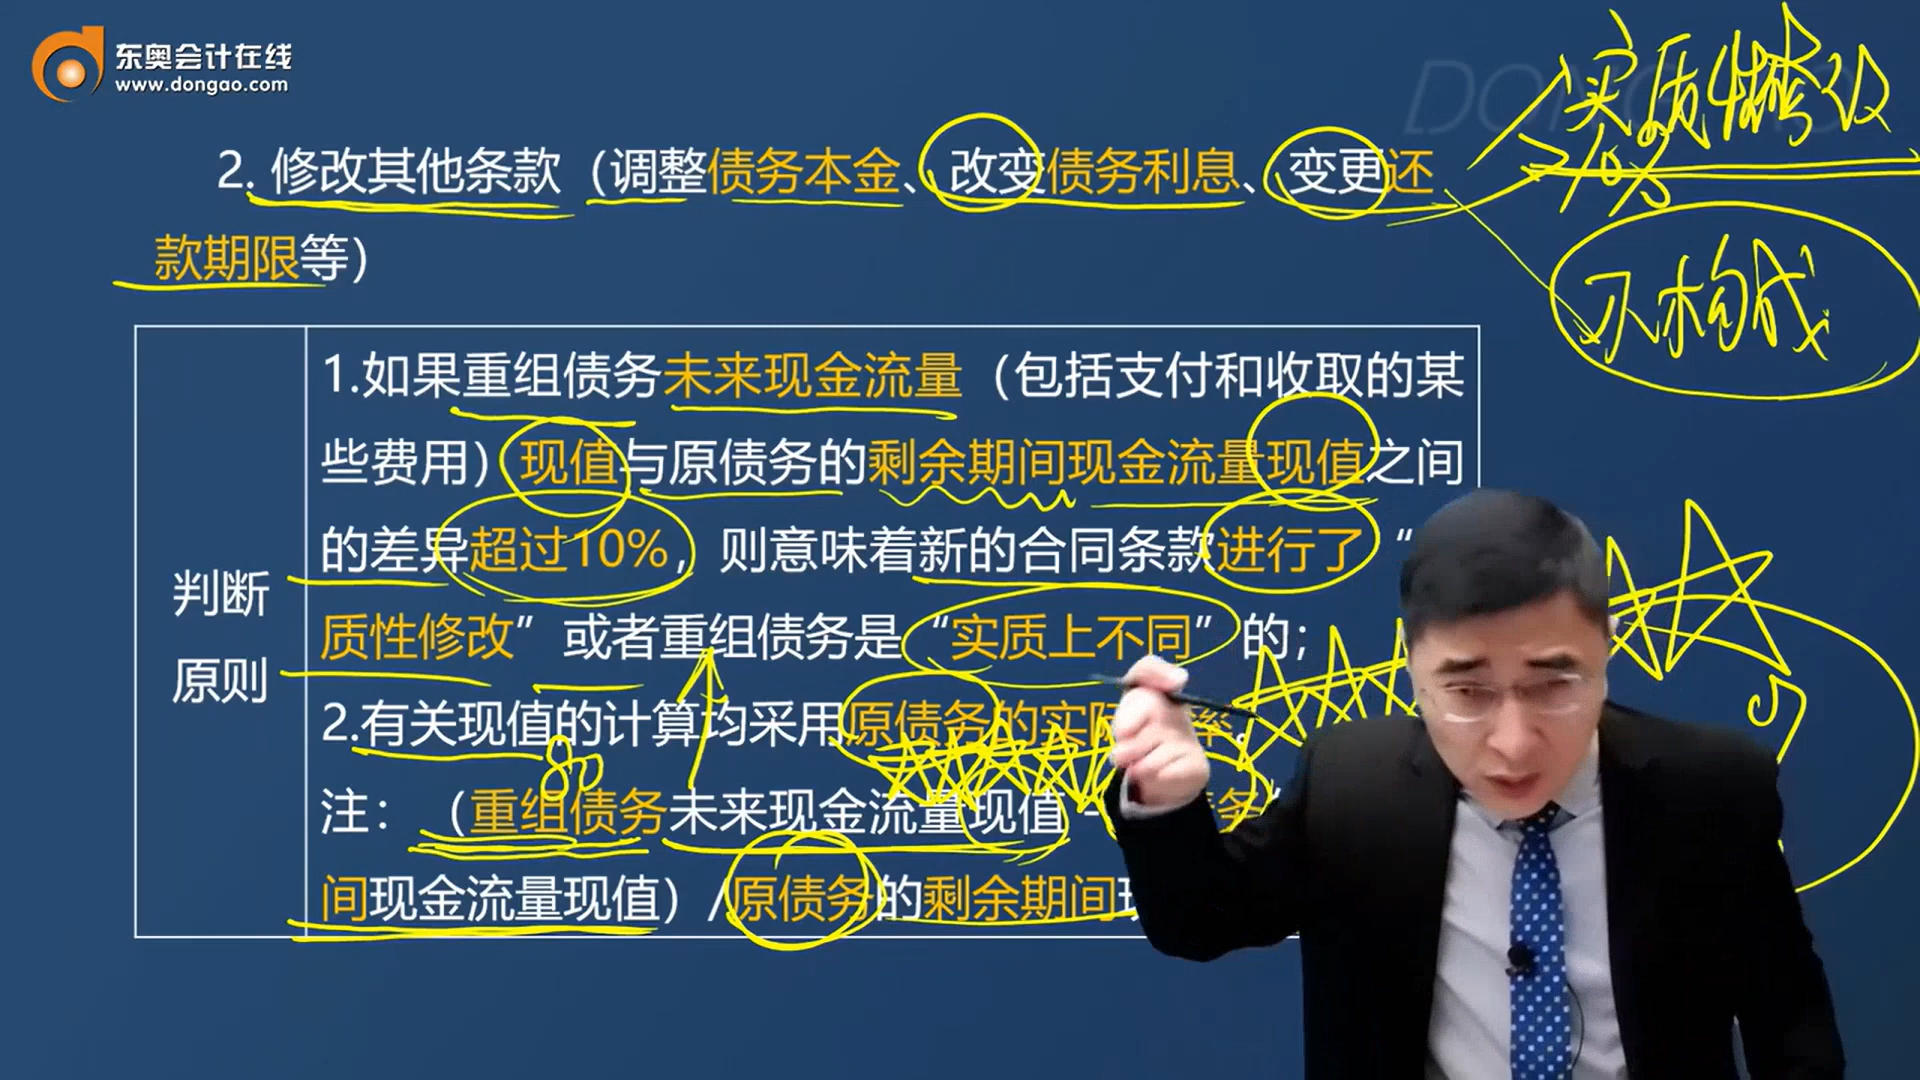 东奥会计在线
www.dongao.com
实质性修改
>10%
2. 修改其他条款（调整债务本金、改变债务利息、变更还
不构成
款期限等）
1.如果重组债务未来现金流量（包括支付和收取的某
些费用）现值与原债务的剩余期间现金流量现值之间
的差异超过10%，则意味着新的合同条款进行了“
质性修改”或者重组债务是“实质上不同”的；
判断
原则
2.有关现值的计算均采用原债务的实际 率。
80
注：（重组债务未来现金流量现值 -
间现金流量现值）/原债务的剩余期间